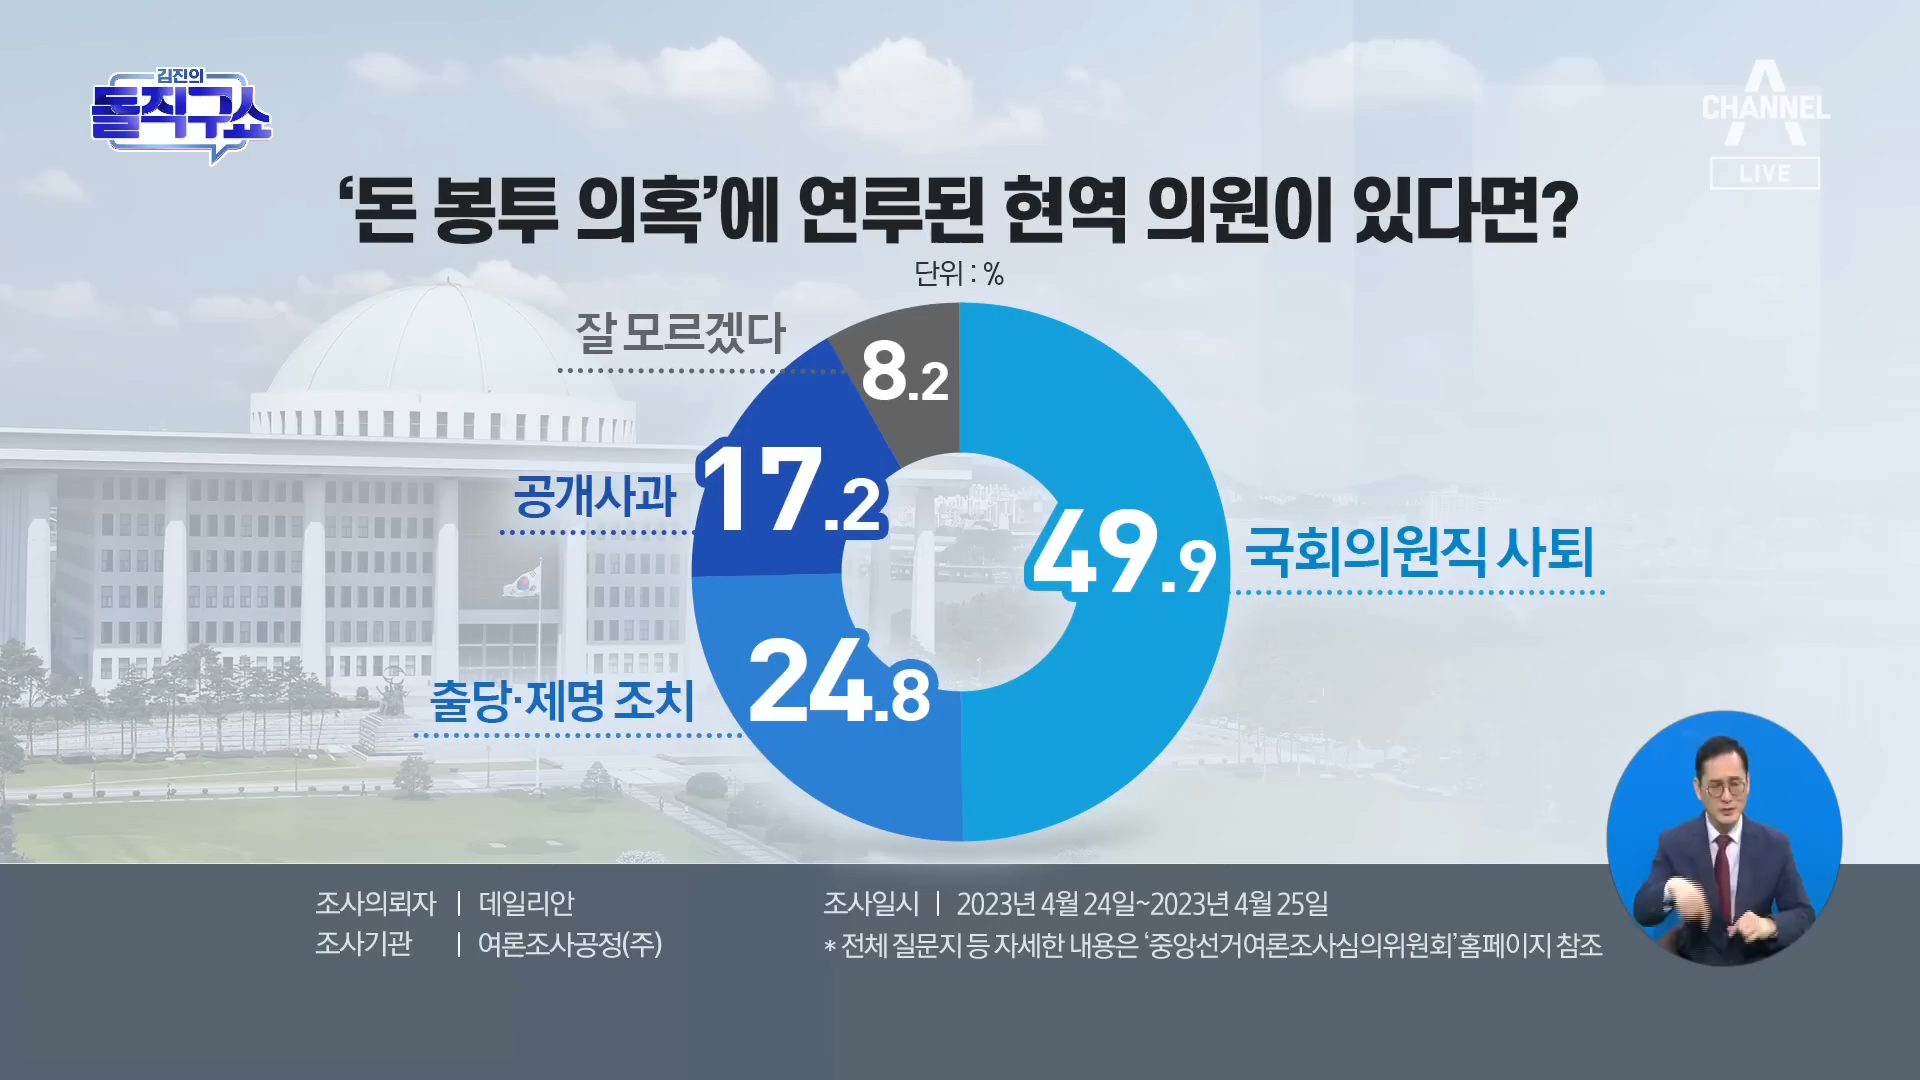 김진의
돌직구쇼
CHANNEL A
LIVE
‘돈 봉투 의혹’에 연루된 현역 의원이 있다면?
단위 : %
잘 모르겠다
8.2
공개사과
17.2
49.9
국회의원직 사퇴
출당·제명 조치
24.8
조사의뢰자 | 데일리안
조사기관 | 여론조사공정(주)
조사일시 | 2023년 4월 24일~2023년 4월 25일
* 전체 질문지 등 자세한 내용은 ‘중앙선거여론조사심의위원회’ 홈페이지 참조